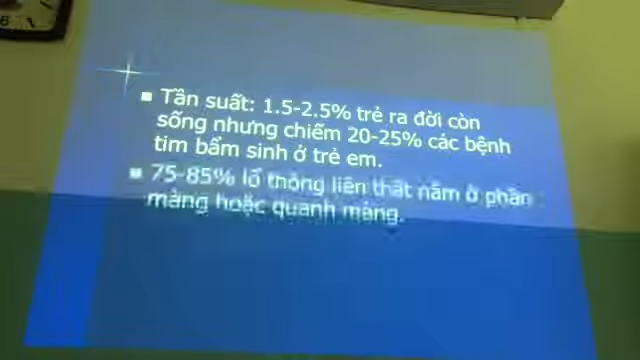 Tần suất: 1.5-2.5% trẻ ra đời còn
sống nhưng chiếm 20-25% các bệnh
tim bẩm sinh ở trẻ em.
75-85% lổ thông liên thất nằm ở phần
màng hoặc quanh màng.